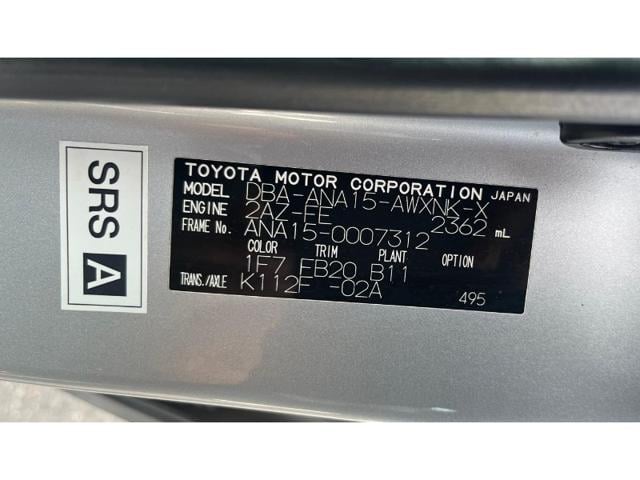 SRS A
TOYOTA MOTOR CORPORATION JAPAN
MODEL DBA-ANA15-AWXNK-X
ENGINE 2AZ-FE 2362 mL
FRAME No. ANA15-0007312
COLOR TRIM PLANT OPTION
1F7 FB20 B11
TRANS./AXLE K112F -02A
495